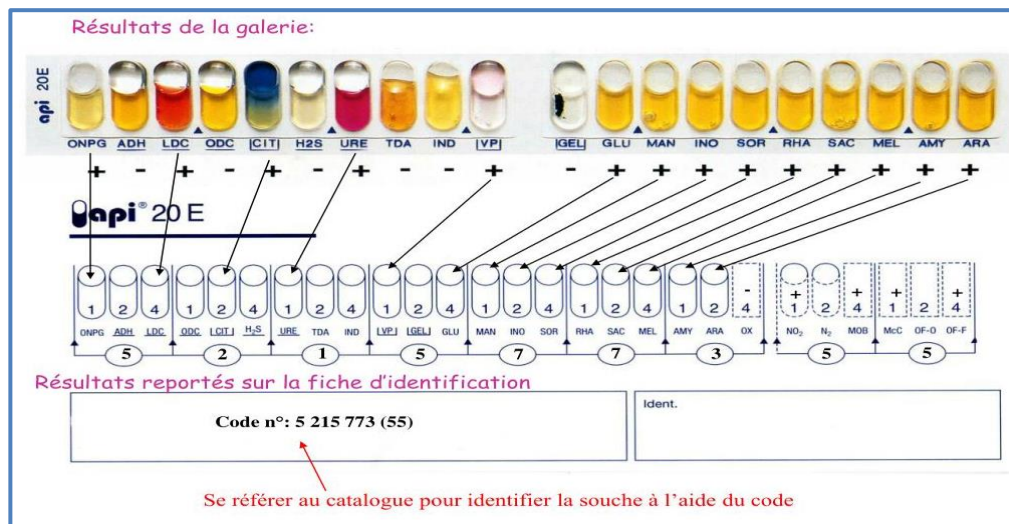 Résultats de la galerie:
api 20E
ONPG ADH LDC ODC CIT H2S URE TDA IND VP GEL GLU MAN INO SOR RHA SAC MEL AMY ARA
+ - + - + - + - - + - + + + + + + + + +
api® 20 E
- + + + +
1 2 4 1 2 4 1 2 4 1 2 4 1 2 4 1 2 4 1 2 4 1 2 4 1 2 4
ONPG ADH LDC ODC CIT H₂S URE TDA IND VP GEL GLU MAN INO SOR RHA SAC MEL AMY ARA OX NO₂ N₂ MOB McC OF-O OF-F
5 2 1 5 7 7 3 5 5
Résultats reportés sur la fiche d'identification
Code n°: 5 215 773 (55)
Ident.
Se référer au catalogue pour identifier la souche à l'aide du code